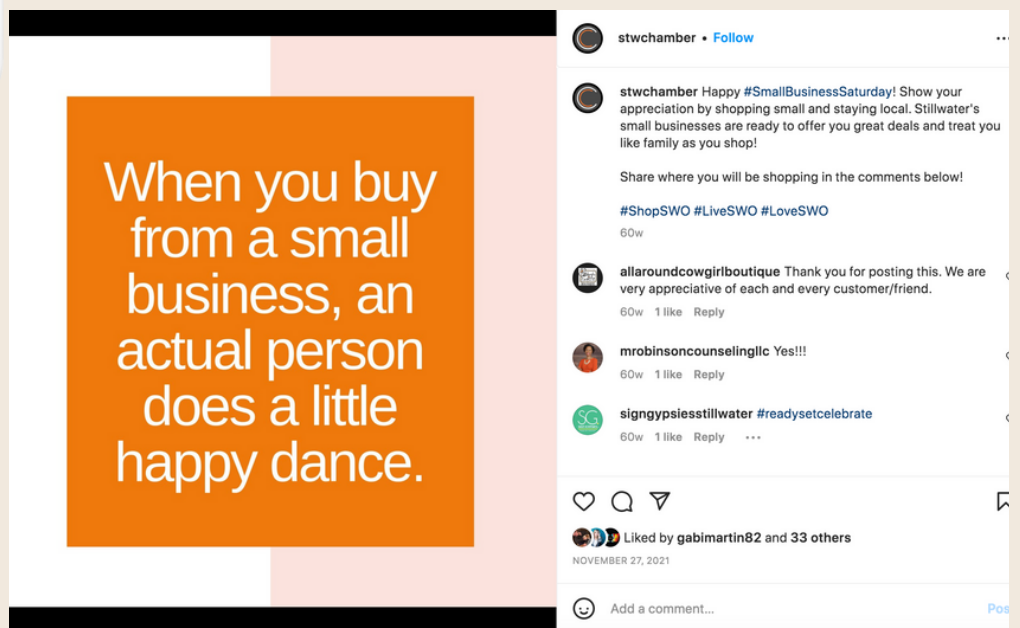 When you buy
from a small
business, an
actual person
does a little
happy dance.
stwchamber • Follow
stwchamber Happy #SmallBusinessSaturday! Show your
appreciation by shopping small and staying local. Stillwater's
small businesses are ready to offer you great deals and treat you
like family as you shop!
Share where you will be shopping in the comments below!
#ShopSWO #LiveSWO #LoveSWO
60w
allaroundcowgirlboutique Thank you for posting this. We are
very appreciative of each and every customer/friend.
60w 1 like Reply
mrobinsoncounselingllc Yes!!!
60w 1 like Reply
SG
signgypsiesstillwater #readysetcelebrate
60w 1 like Reply
Liked by gabimartin82 and 33 others
NOVEMBER 27, 2021
Add a comment... Pos